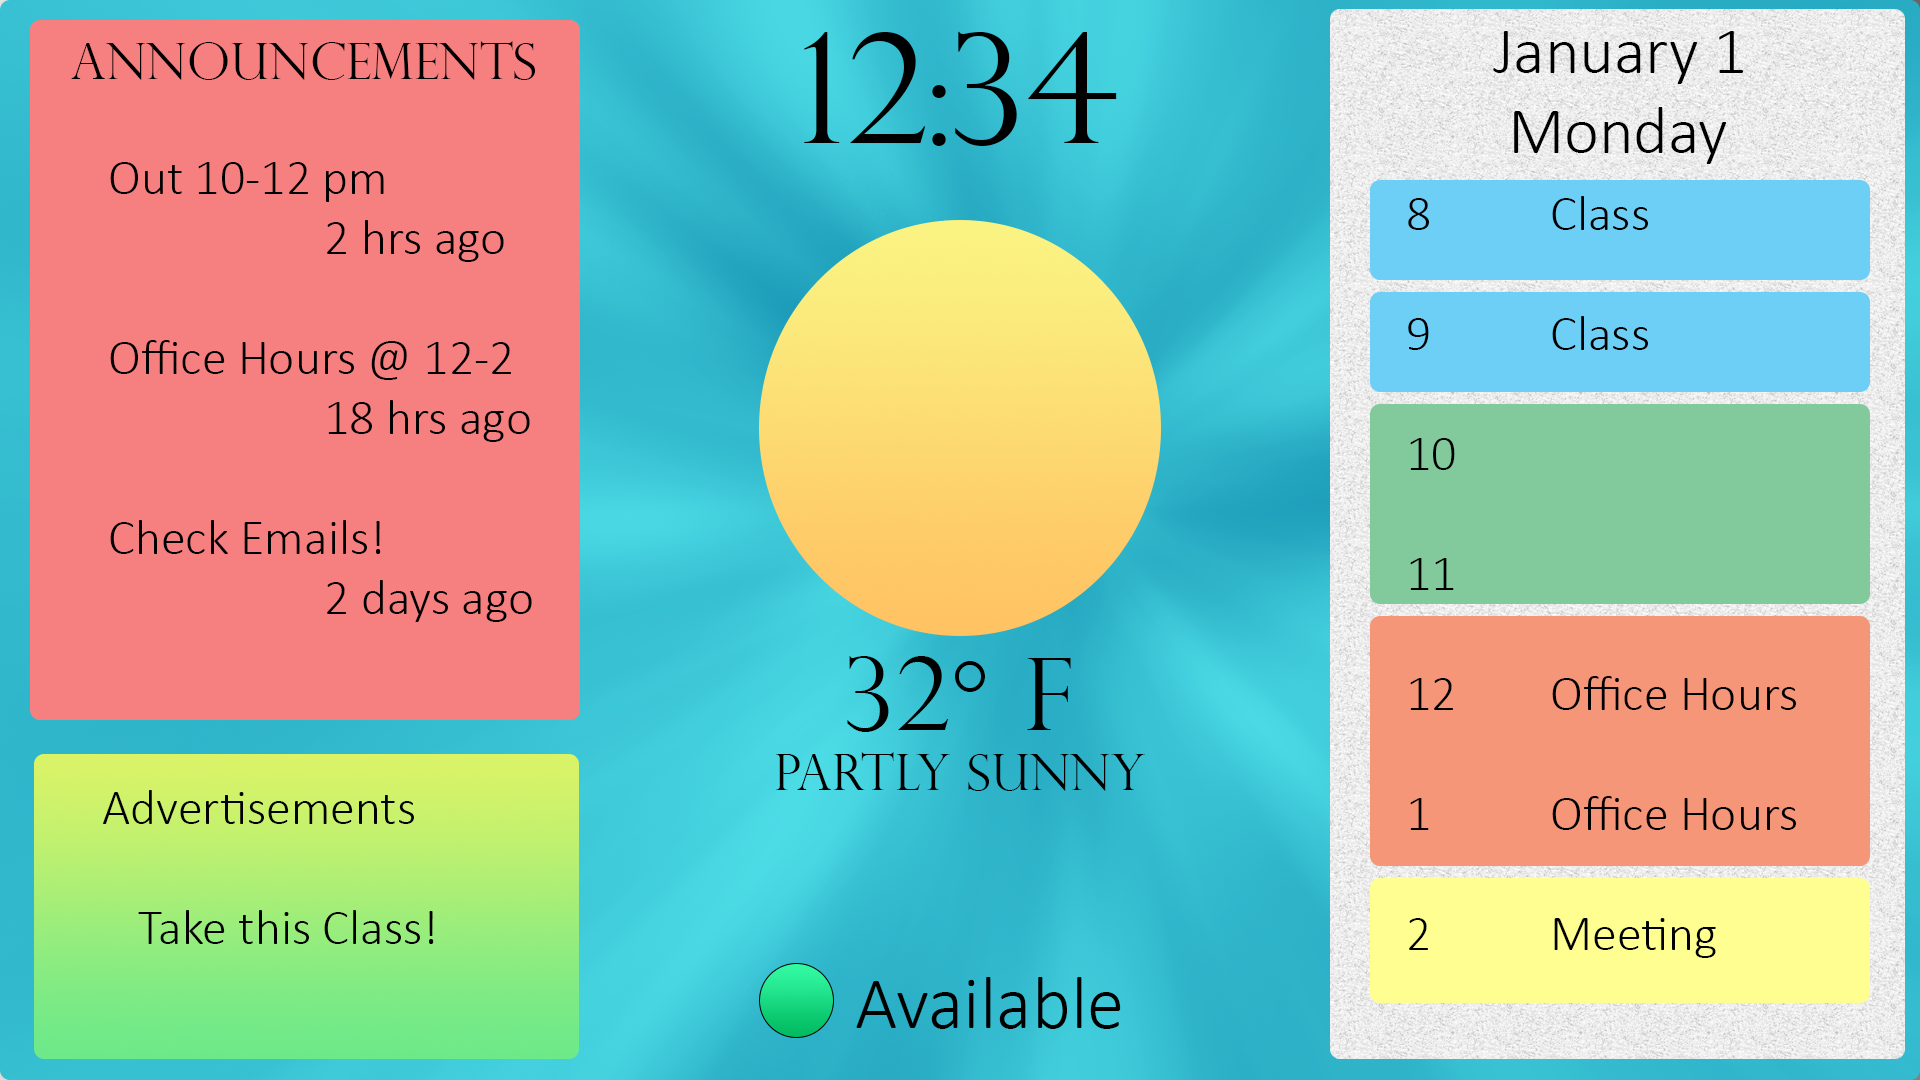 ANNOUNCEMENTS
Out 10-12 pm
2 hrs ago
Office Hours @ 12-2
18 hrs ago
Check Emails!
2 days ago
Advertisements
Take this Class!
12:34
32° F
PARTLY SUNNY
Available
January 1
Monday
8 Class
9 Class
10
11
12 Office Hours
1 Office Hours
2 Meeting